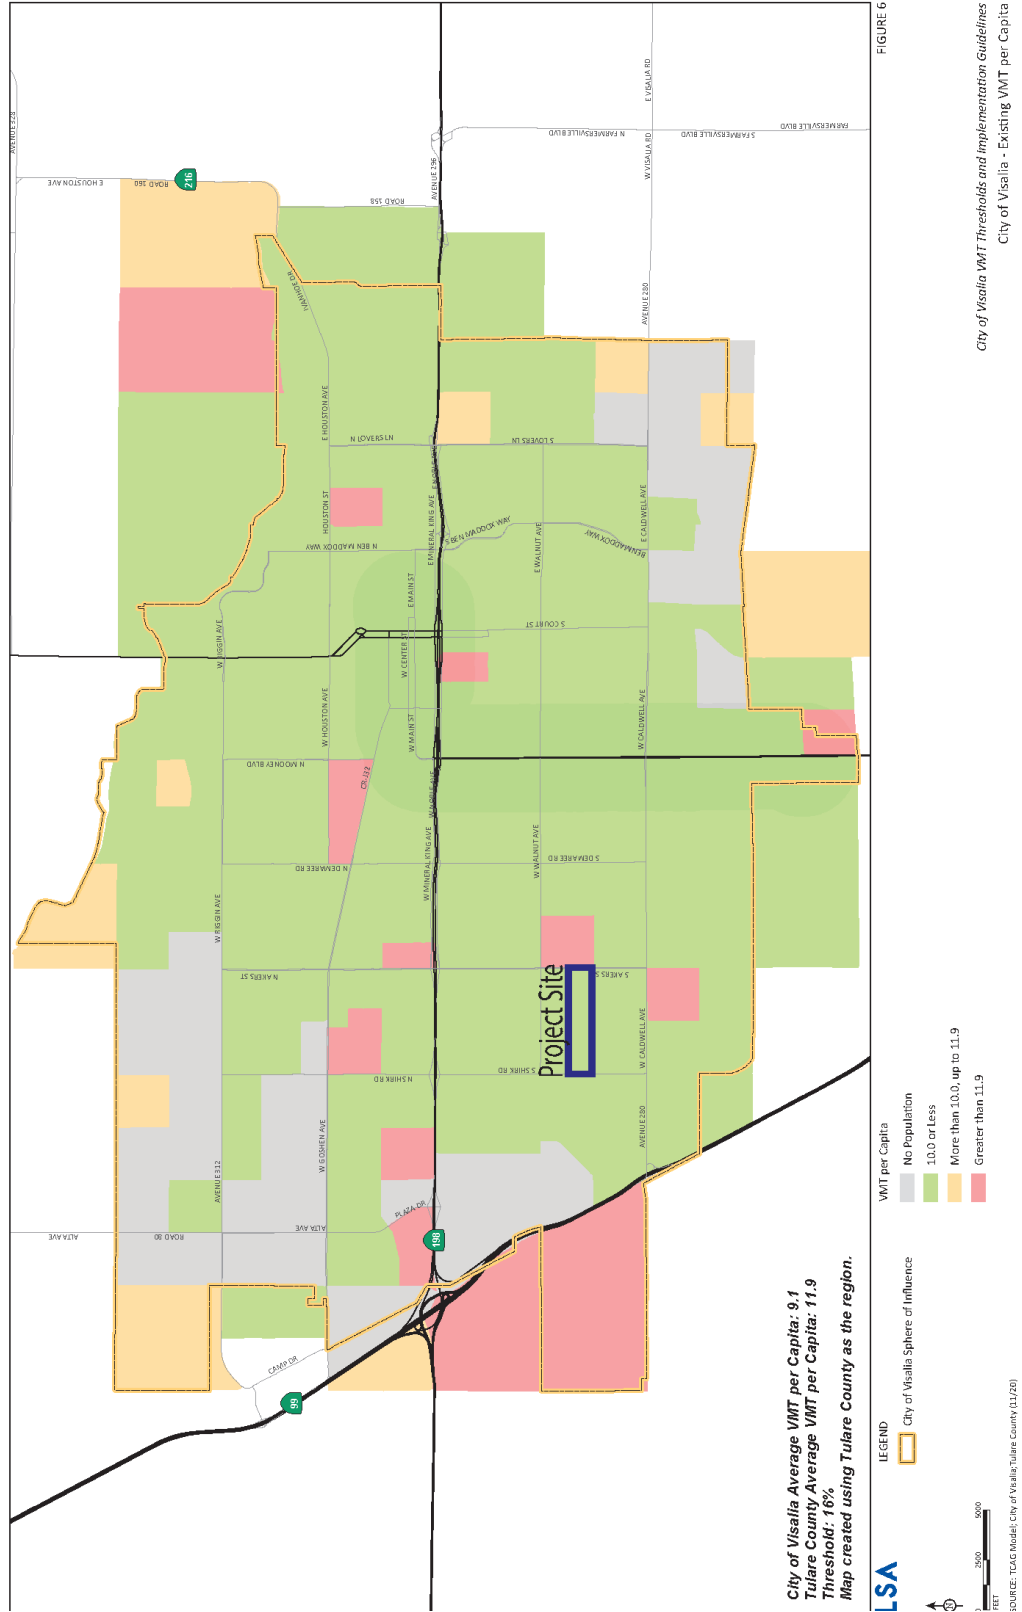 FIGURE 6
City of Visalia VMT Thresholds and Implementation Guidelines
City of Visalia - Existing VMT per Capita
AVENUE 328
E HOUSTON AVE
ROAD 160
216
ROAD 158
IVANHOE DR
AVENUE 296
N FARMERSVILLE BLVD
S FARMERSVILLE BLVD
FARMERSVILLE BLVD
E VISALIA RD
W VISALIA RD
AVENUE 280
E HOUSTON AVE
N LOVERS LN
S LOVERS LN
HOUSTON ST
N BEN MADDOX WAY
E MINERAL KING AVE
S BEN MADDOX WAY
E WALNUT AVE
BEN MADDOX WAY
E CALDWELL AVE
E MAIN ST
W CENTER ST
S COURT ST
W RIGGIN AVE
W HOUSTON AVE
W MAIN ST
W CALDWELL AVE
N MOONEY BLVD
CR-J32
W NOBLE AVE
N DEMAREE RD
W MINERAL KING AVE
W WALNUT AVE
S DEMAREE RD
W RIGGIN AVE
N AKERS ST
S AKERS S
Project Site
W CALDWELL AVE
N SHIRK RD
S SHIRK RD
W GOSHEN AVE
AVENUE 312
AVENUE 280
ALTA AVE
ROAD 80
ALTA AVE
PLAZA DR
198
CAMP DR
99
City of Visalia Average VMT per Capita: 9.1
Tulare County Average VMT per Capita: 11.9
Threshold: 16%
Map created using Tulare County as the region.
LSA
LEGEND
City of Visalia Sphere of Influence
VMT per Capita
No Population
10.0 or Less
More than 10.0, up to 11.9
Greater than 11.9
N
0 2500 5000
FEET
SOURCE: TCAG Model; City of Visalia; Tulare County (11/20)